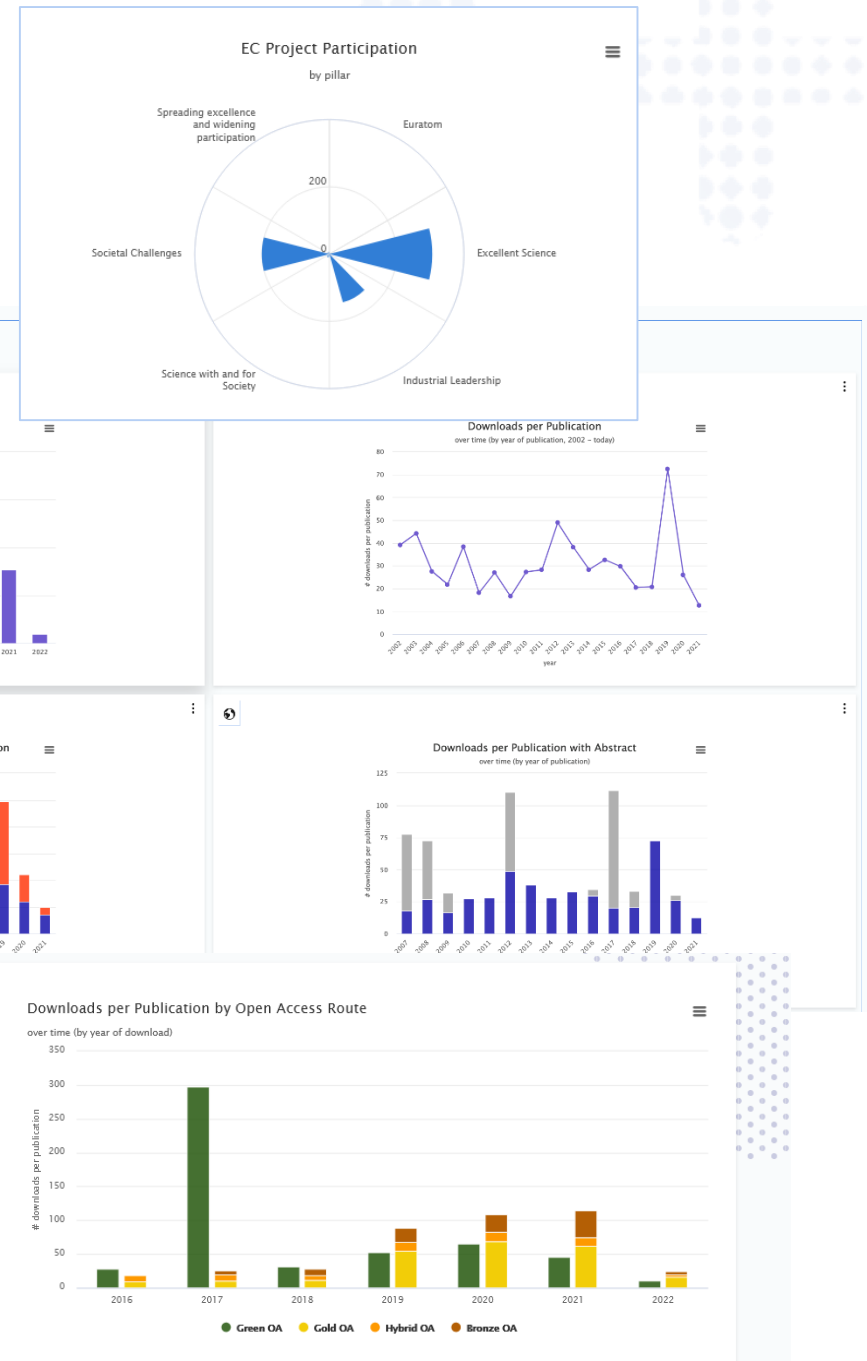 EC Project Participation
by pillar
Spreading excellence
and widening
participation
Euratom
200
0
Societal Challenges
Excellent Science
Science with and for
Society
Industrial Leadership
2021
2022
Downloads per Publication
over time (by year of publication, 2002 - today)
# downloads per publication
80
70
60
50
40
30
20
10
0
2002
2003
2004
2005
2006
2007
2008
2009
2010
2011
2012
2013
2014
2015
2016
2017
2018
2019
2020
2021
year
on
2020
2021
Downloads per Publication with Abstract
over time (by year of publication)
# downloads per publication
125
100
75
50
25
0
2007
2008
2009
2010
2011
2012
2013
2014
2015
2016
2017
2018
2019
2020
2021
Downloads per Publication by Open Access Route
over time (by year of download)
# downloads per publication
350
300
250
200
150
100
50
0
2016
2017
2018
2019
2020
2021
2022
Green OA
Gold OA
Hybrid OA
Bronze OA